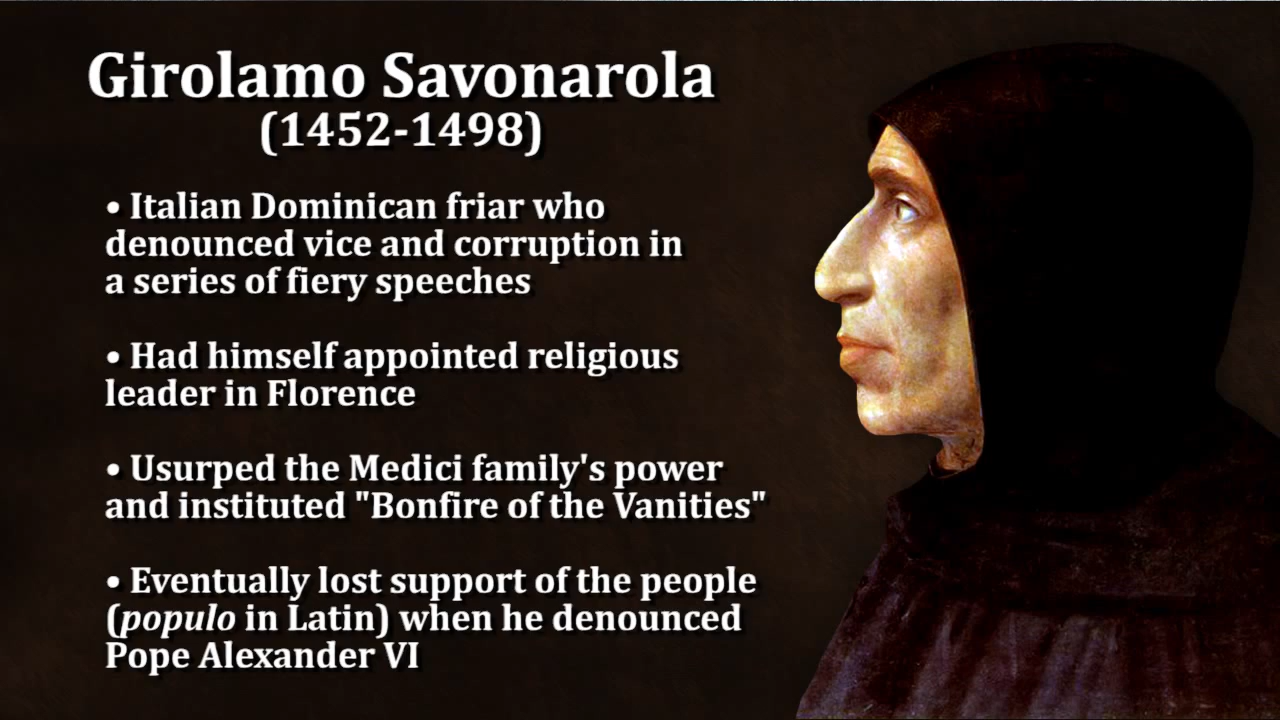 Girolamo Savonarola
(1452-1498)
• Italian Dominican friar who
denounced vice and corruption in
a series of fiery speeches
• Had himself appointed religious
leader in Florence
• Usurped the Medici family's power
and instituted "Bonfire of the Vanities"
• Eventually lost support of the people
(populo in Latin) when he denounced
Pope Alexander VI